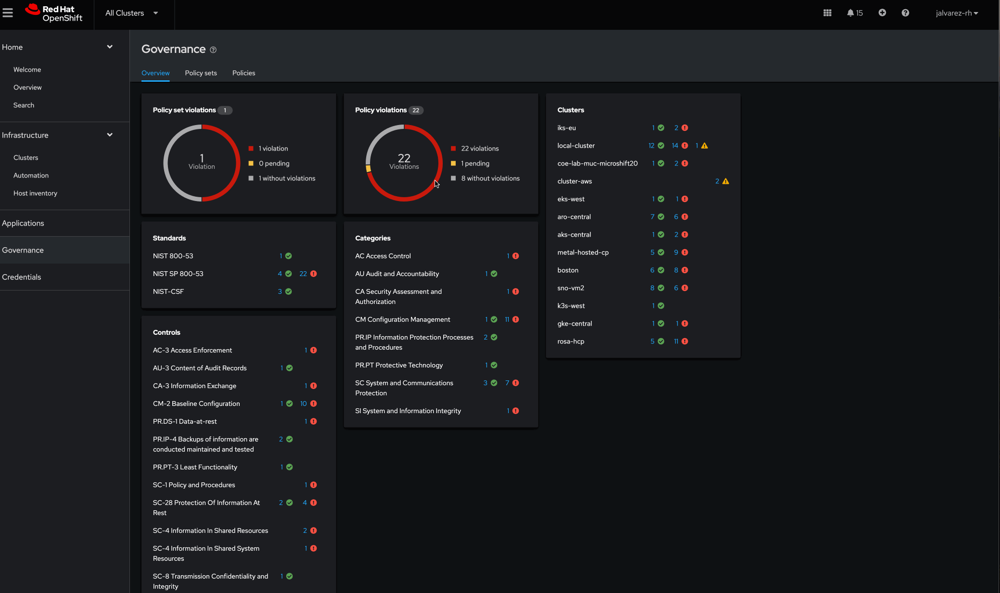 Red Hat
OpenShift
All Clusters
15
jalvarez-rh
Home
Welcome
Overview
Search
Infrastructure
Clusters
Automation
Host inventory
Applications
Governance
Credentials
Governance
Overview Policy sets Policies
Policy set violations 1
1
Violation
1 violation
0 pending
1 without violations
Policy violations 22
22
Violations
22 violations
1 pending
8 without violations
Clusters
iks-eu 1 2
local-cluster 12 14 1
coe-lab-muc-microshift20 1 2
cluster-aws 2
eks-west 1 1
aro-central 7 6
aks-central 1 2
metal-hosted-cp 5 9
boston 6 8
sno-vm2 8 6
k3s-west 1
gke-central 1 1
rosa-hcp 5 11
Standards
NIST 800-53 1
NIST SP 800-53 4 22
NIST-CSF 3
Categories
AC Access Control 1
AU Audit and Accountability 1
CA Security Assessment and 1
Authorization
CM Configuration Management 1 11
PR.IP Information Protection Processes 2
and Procedures
PR.PT Protective Technology 1
SC System and Communications 3 7
Protection
SI System and Information Integrity 1
Controls
AC-3 Access Enforcement 1
AU-3 Content of Audit Records 1
CA-3 Information Exchange 1
CM-2 Baseline Configuration 1 10
PR.DS-1 Data-at-rest 1
PR.IP-4 Backups of information are 2
conducted maintained and tested
PR.PT-3 Least Functionality 1
SC-1 Policy and Procedures 1
SC-28 Protection Of Information At 2 4
Rest
SC-4 Information In Shared Resources 2
SC-4 Information In Shared System 1
Resources
SC-8 Transmission Confidentiality and 1
Integrity